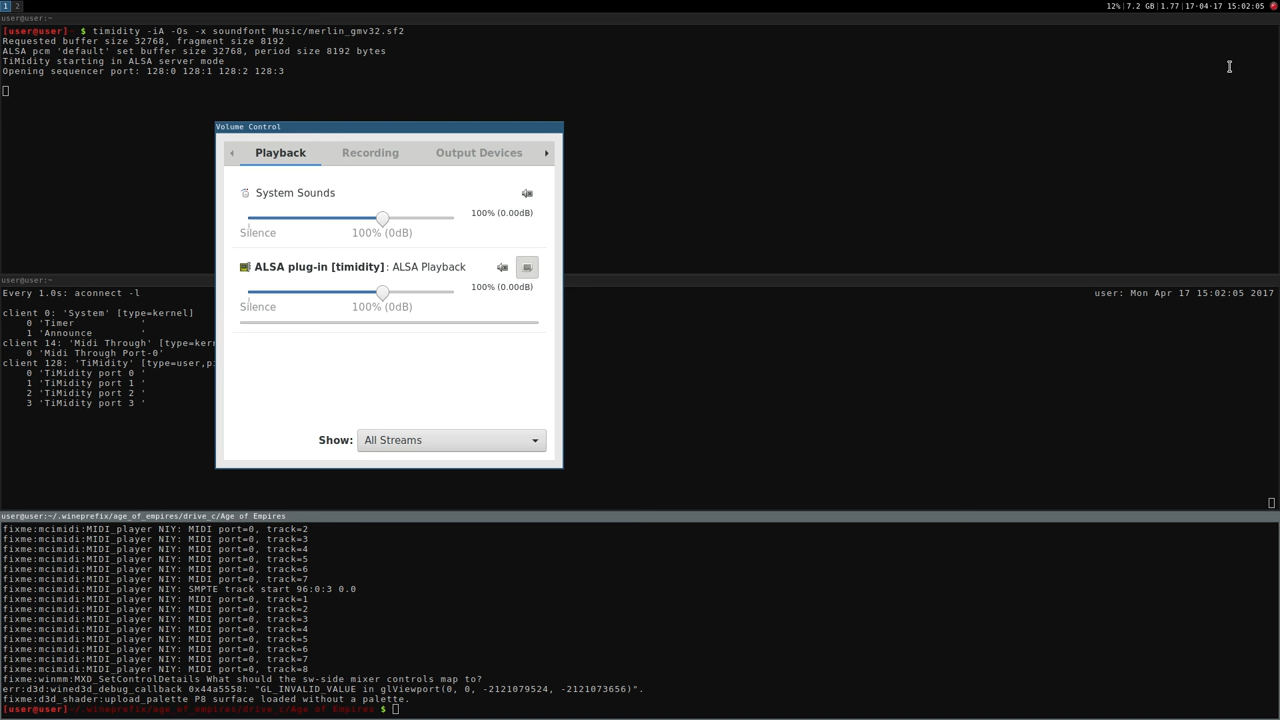 1 2
12% 7.2 GB 1.77 17-04-17 15:02:05
user@user:~
[user@user] ~ $ timidity -iA -Os -x soundfont Music/merlin_gmv32.sf2
Requested buffer size 32768, fragment size 8192
ALSA pcm 'default' set buffer size 32768, period size 8192 bytes
TiMidity starting in ALSA server mode
Opening sequencer port: 128:0 128:1 128:2 128:3
Volume Control
Playback Recording Output Devices
System Sounds
100% (0.00dB)
Silence 100% (0dB)
ALSA plug-in [timidity]: ALSA Playback
100% (0.00dB)
Silence 100% (0dB)
Show: All Streams
user@user:~
Every 1.0s: aconnect -l user: Mon Apr 17 15:02:05 2017
client 0: 'System' [type=kernel]
0 'Timer '
1 'Announce '
client 14: 'Midi Through' [type=ker
0 'Midi Through Port-0'
client 128: 'TiMidity' [type=user,p
0 'TiMidity port 0 '
1 'TiMidity port 1 '
2 'TiMidity port 2 '
3 'TiMidity port 3 '
user@user:~/.wineprefix/age_of_empires/drive_c/Age of Empires
fixme:mcimidi:MIDI_player NIY: MIDI port=0, track=2
fixme:mcimidi:MIDI_player NIY: MIDI port=0, track=3
fixme:mcimidi:MIDI_player NIY: MIDI port=0, track=4
fixme:mcimidi:MIDI_player NIY: MIDI port=0, track=5
fixme:mcimidi:MIDI_player NIY: MIDI port=0, track=6
fixme:mcimidi:MIDI_player NIY: MIDI port=0, track=7
fixme:mcimidi:MIDI_player NIY: SMPTE track start 96:0:3 0.0
fixme:mcimidi:MIDI_player NIY: MIDI port=0, track=1
fixme:mcimidi:MIDI_player NIY: MIDI port=0, track=2
fixme:mcimidi:MIDI_player NIY: MIDI port=0, track=3
fixme:mcimidi:MIDI_player NIY: MIDI port=0, track=4
fixme:mcimidi:MIDI_player NIY: MIDI port=0, track=5
fixme:mcimidi:MIDI_player NIY: MIDI port=0, track=6
fixme:mcimidi:MIDI_player NIY: MIDI port=0, track=7
fixme:mcimidi:MIDI_player NIY: MIDI port=0, track=8
fixme:winmm:MXD_SetControlDetails What should the sw-side mixer controls map to?
err:d3d:wined3d_debug_callback 0x44a5558: "GL_INVALID_VALUE in glViewport(0, 0, -2121079524, -2121073656)".
fixme:d3d_shader:upload_palette P8 surface loaded without a palette.
[user@user] ~/.wineprefix/age_of_empires/drive_c/Age of Empires $